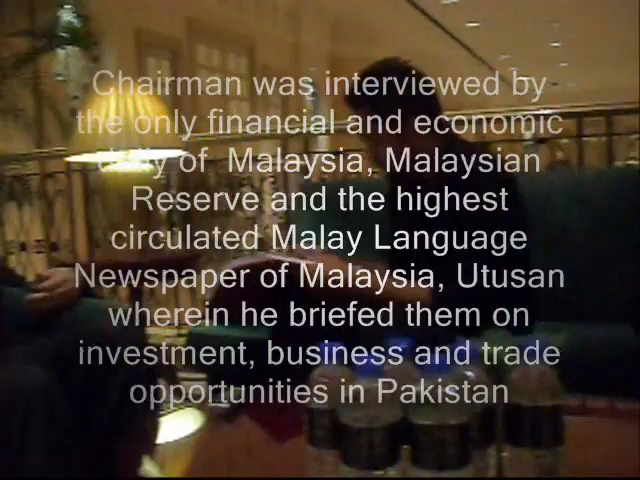 Chairman was interviewed by
the only financial and economic
daily of Malaysia, Malaysian
Reserve and the highest
circulated Malay Language
Newspaper of Malaysia, Utusan
wherein he briefed them on
investment, business and trade
opportunities in Pakistan